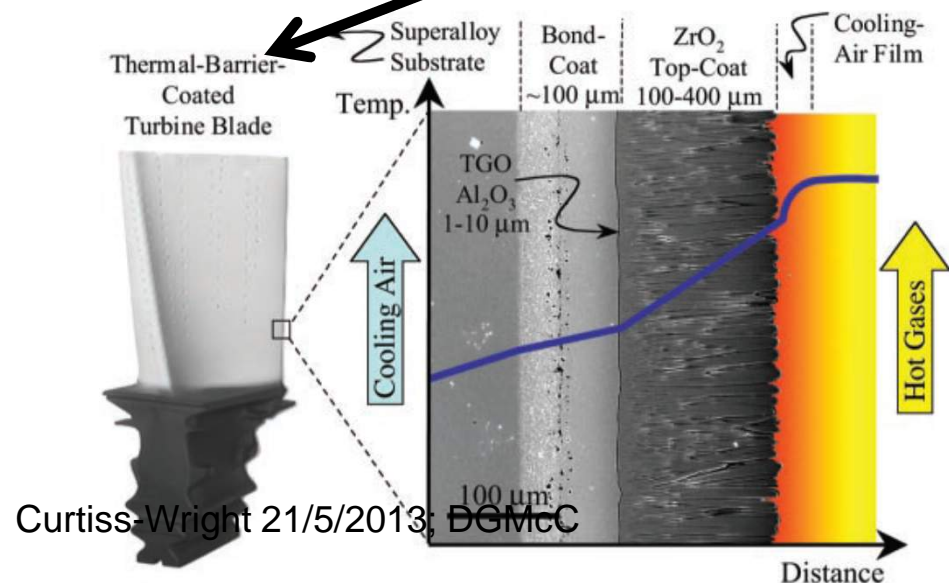 Superalloy
Substrate
Bond-
Coat
~100 µm
ZrO₂
Top-Coat
100-400 µm
Cooling-
Air Film
Thermal-Barrier-
Coated
Turbine Blade
Temp.
TGO
Al₂O₃
1-10 µm
Cooling Air
Hot Gases
100 µm
Curtiss-Wright 21/5/2013; DGMcC
Distance